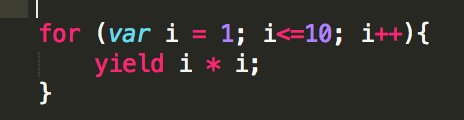 for (var i = 1; i<=10; i++){
    yield i * i;
}